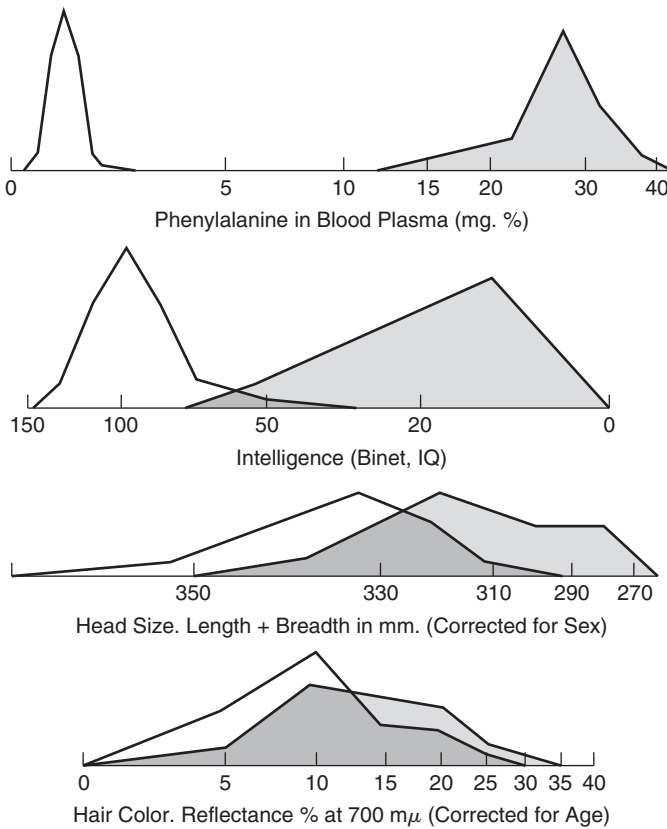 0 5 10 15 20 30 40
Phenylalanine in Blood Plasma (mg. %)
150 100 50 20 0
Intelligence (Binet, IQ)
350 330 310 290 270
Head Size. Length + Breadth in mm. (Corrected for Sex)
0 5 10 15 20 25 30 35 40
Hair Color. Reflectance % at 700 mμ (Corrected for Age)